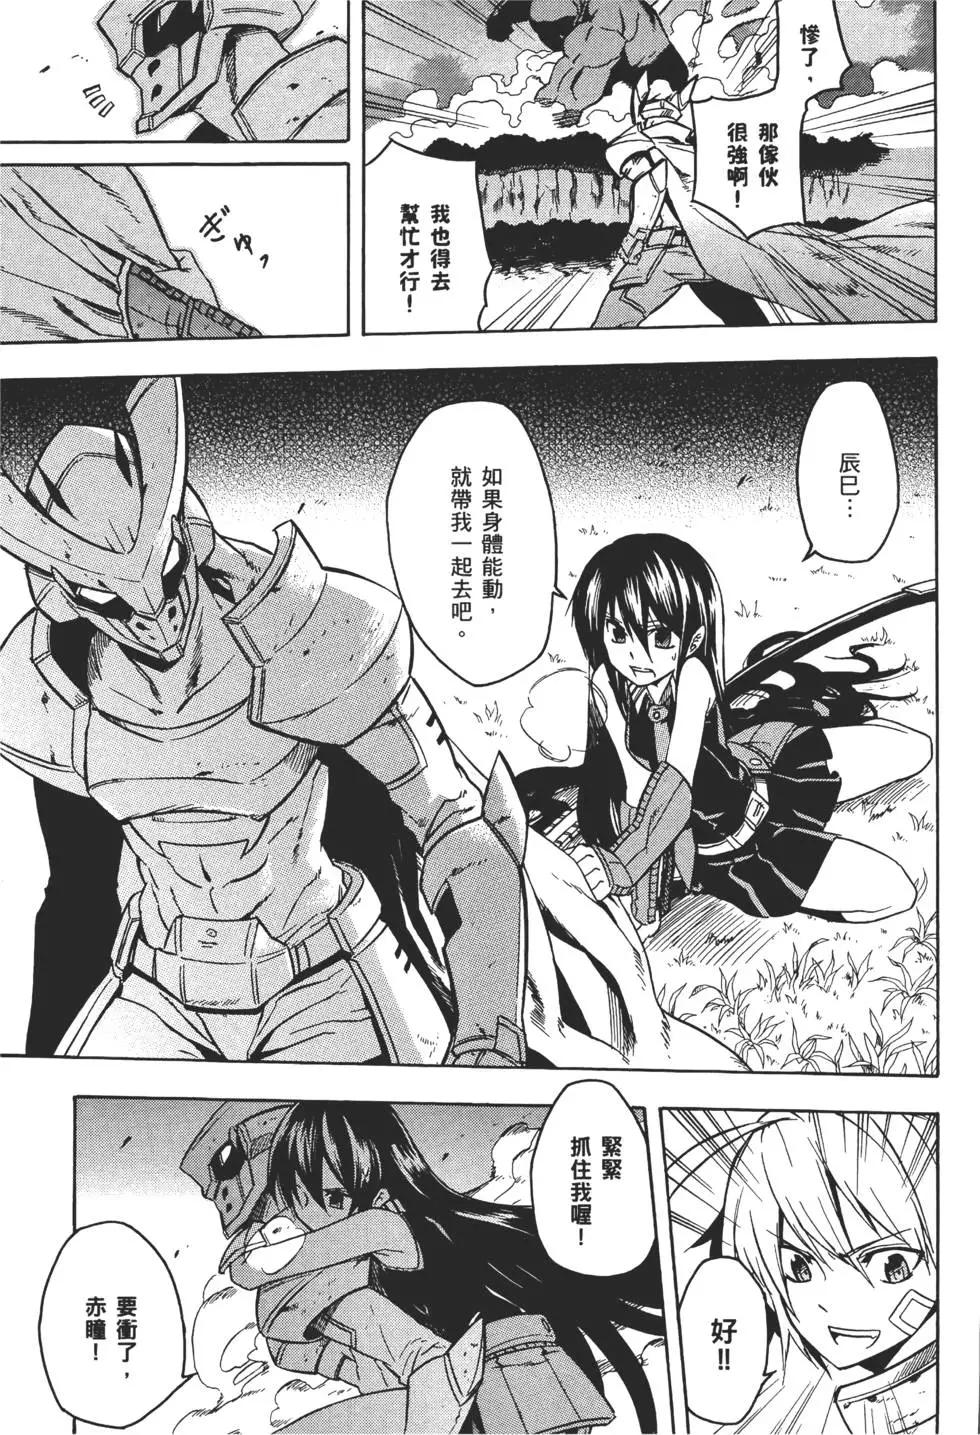 慘了，
那傢伙
很強啊！
我也得去
幫忙才行！
ぎゅっ
辰巳…
如果身體能動，
就帶我一起去吧。
好!!
緊緊
抓住我喔！
要衝了，
赤瞳！